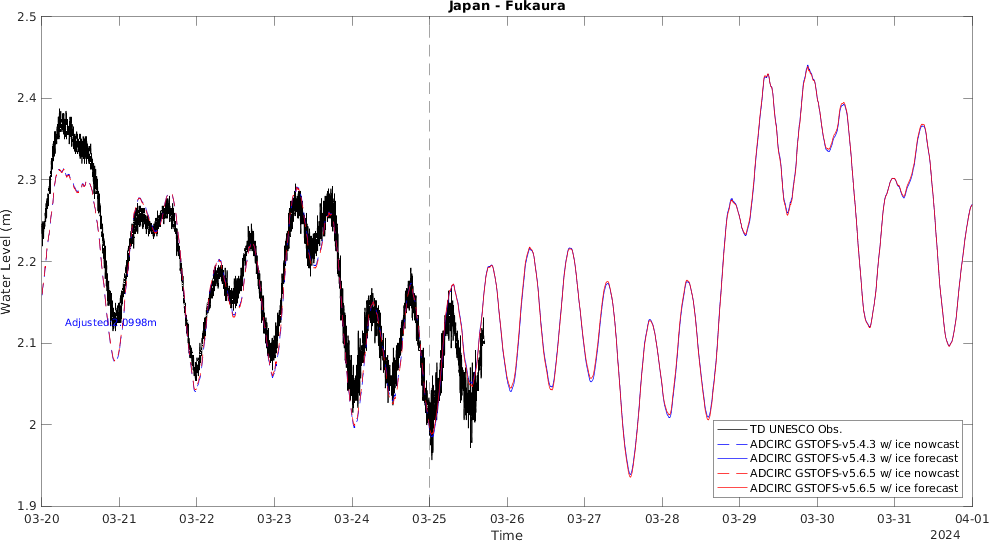 Japan - Fukaura
2.5
2.4
2.3
2.2
2.1
2
1.9
Water Level (m)
03-20
03-21
03-22
03-23
03-24
03-25
03-26
03-27
03-28
03-29
03-30
03-31
04-01
Time
2024
TD UNESCO Obs.
ADCIRC GSTOFS-v5.4.3 w/ ice nowcast
ADCIRC GSTOFS-v5.4.3 w/ ice forecast
ADCIRC GSTOFS-v5.6.5 w/ ice nowcast
ADCIRC GSTOFS-v5.6.5 w/ ice forecast